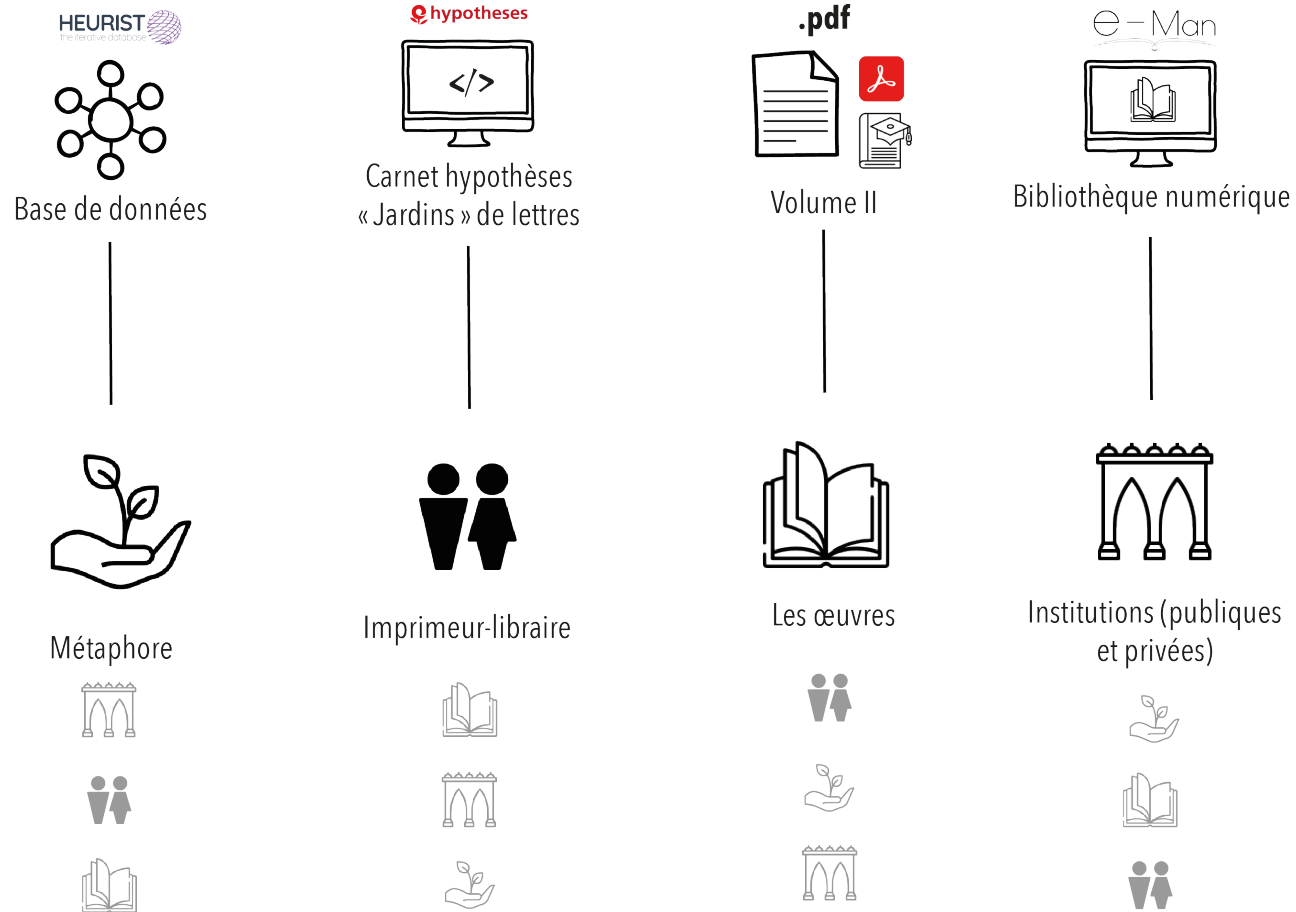 HEURIST
the iterative database
Base de données
Métaphore
hypotheses
</>
Carnet hypothèses
« Jardins » de lettres
Imprimeur-libraire
.pdf
Volume II
Les œuvres
e-Man
Bibliothèque numérique
Institutions (publiques
et privées)